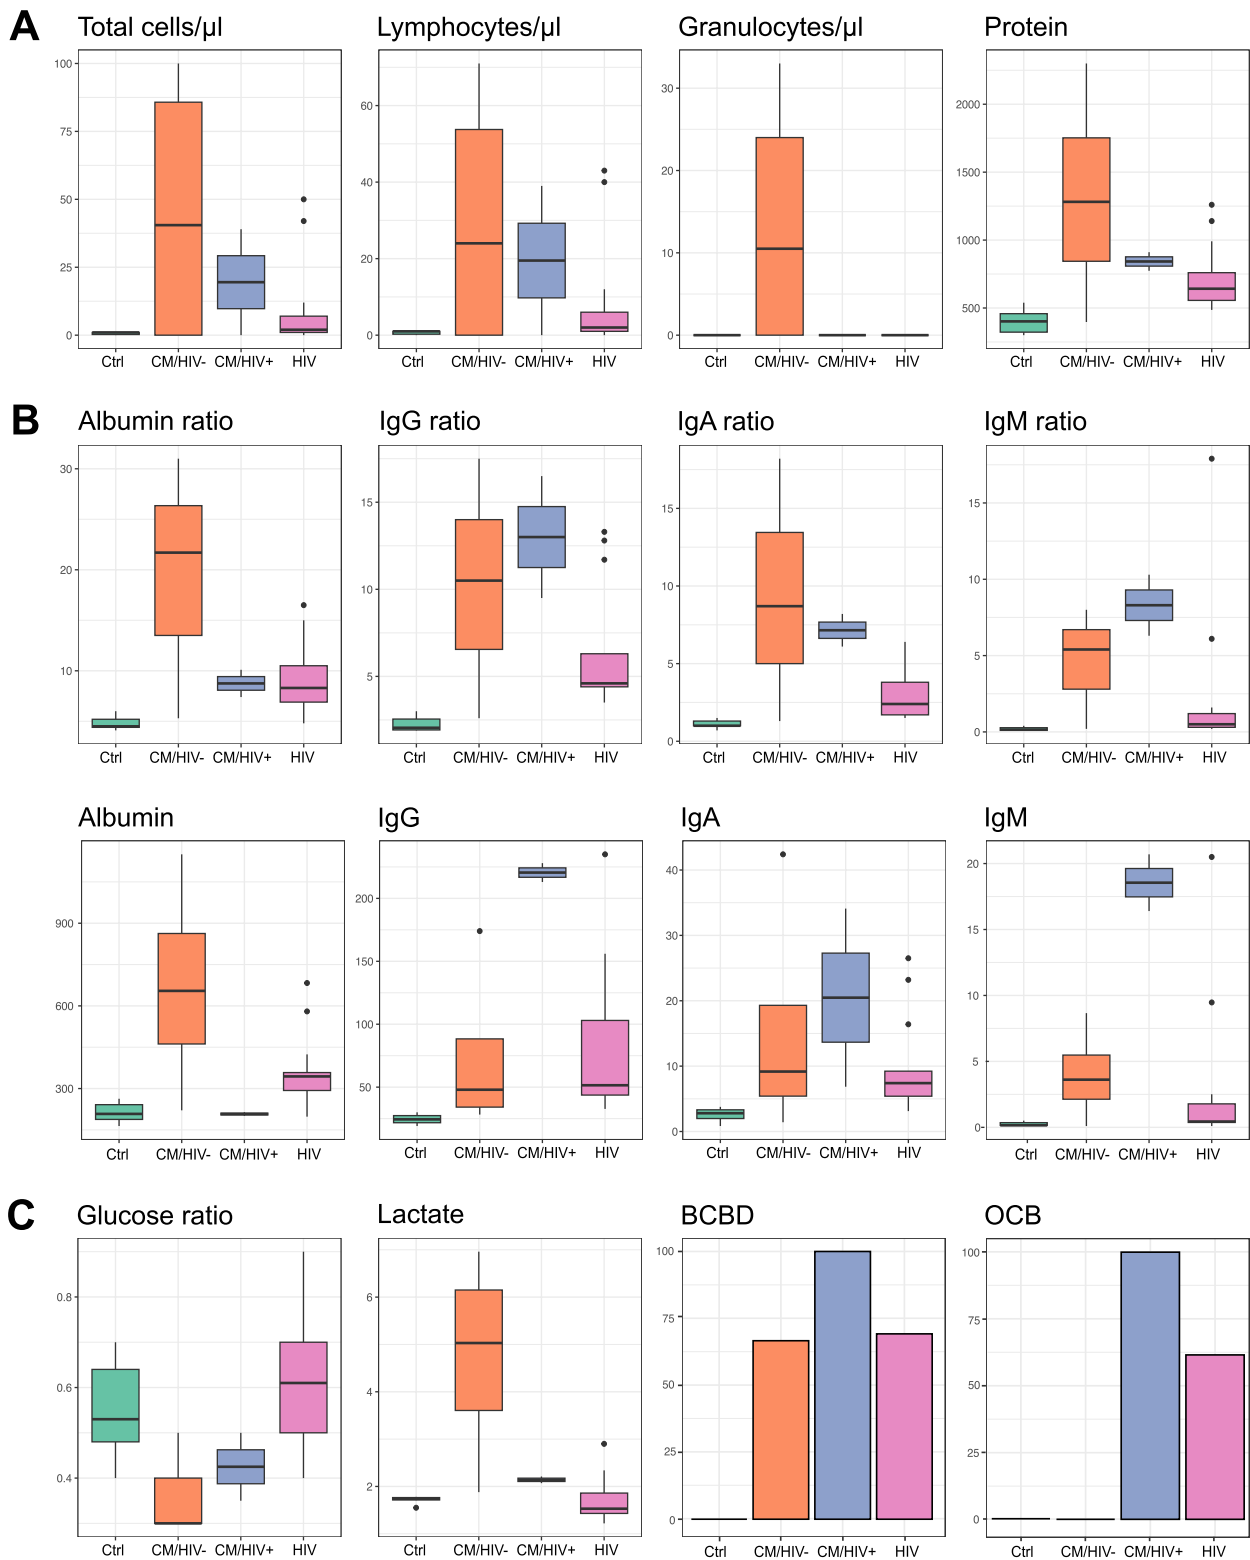 A
Total cells/µl
Lymphocytes/µl
Granulocytes/µl
Protein
100
75
50
25
0
Ctrl CM/HIV- CM/HIV+ HIV
60
40
20
0
Ctrl CM/HIV- CM/HIV+ HIV
30
20
10
0
Ctrl CM/HIV- CM/HIV+ HIV
2000
1500
1000
500
Ctrl CM/HIV- CM/HIV+ HIV
B
Albumin ratio
IgG ratio
IgA ratio
IgM ratio
30
20
10
Ctrl CM/HIV- CM/HIV+ HIV
15
10
5
Ctrl CM/HIV- CM/HIV+ HIV
15
10
5
0
Ctrl CM/HIV- CM/HIV+ HIV
15
10
5
0
Ctrl CM/HIV- CM/HIV+ HIV
Albumin
IgG
IgA
IgM
900
600
300
Ctrl CM/HIV- CM/HIV+ HIV
200
150
100
50
Ctrl CM/HIV- CM/HIV+ HIV
40
30
20
10
0
Ctrl CM/HIV- CM/HIV+ HIV
20
15
10
5
0
Ctrl CM/HIV- CM/HIV+ HIV
C
Glucose ratio
Lactate
BCBD
OCB
0.8
0.6
0.4
Ctrl CM/HIV- CM/HIV+ HIV
6
4
2
Ctrl CM/HIV- CM/HIV+ HIV
100
75
50
25
0
Ctrl CM/HIV- CM/HIV+ HIV
100
75
50
25
0
Ctrl CM/HIV- CM/HIV+ HIV